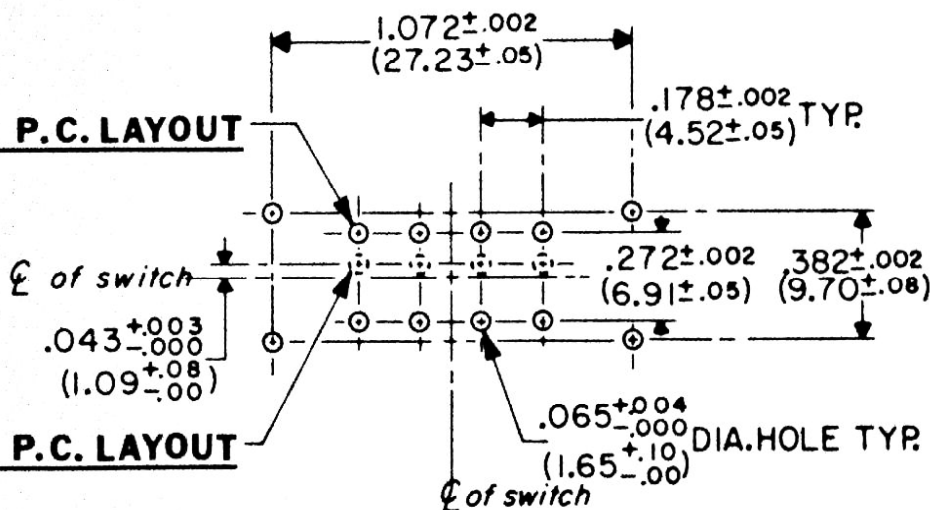 1.072±.002
(27.23±.05)
.178±.002 TYP.
(4.52±.05)
P.C. LAYOUT
℄ of switch
.272±.002
(6.91±.05)
.382±.002
(9.70±.08)
.043+.003 -.000
(1.09+.08 -.00)
P.C. LAYOUT
.065+.004 -.000 DIA. HOLE TYP.
(1.65+.10 -.00)
℄ of switch